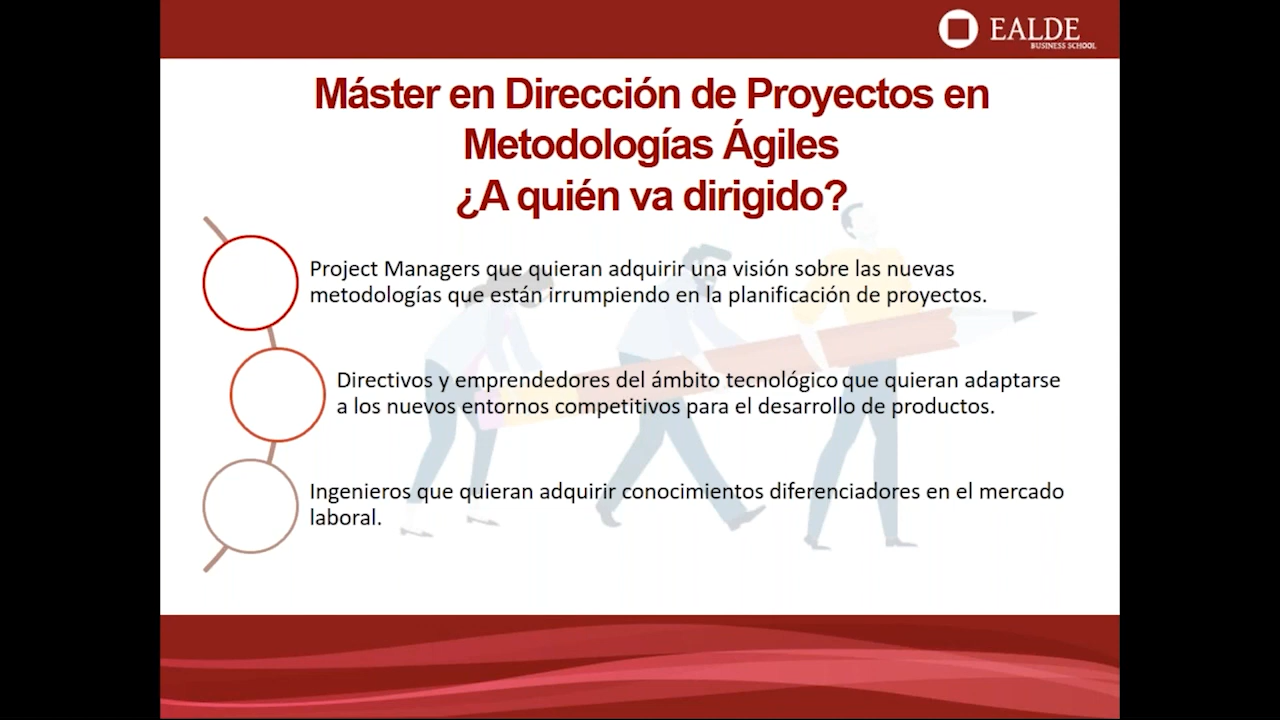 EALDE
BUSINESS SCHOOL
Máster en Dirección de Proyectos en
Metodologías Ágiles
¿A quién va dirigido?
Project Managers que quieran adquirir una visión sobre las nuevas
metodologías que están irrumpiendo en la planificación de proyectos.
Directivos y emprendedores del ámbito tecnológico que quieran adaptarse
a los nuevos entornos competitivos para el desarrollo de productos.
Ingenieros que quieran adquirir conocimientos diferenciadores en el mercado
laboral.